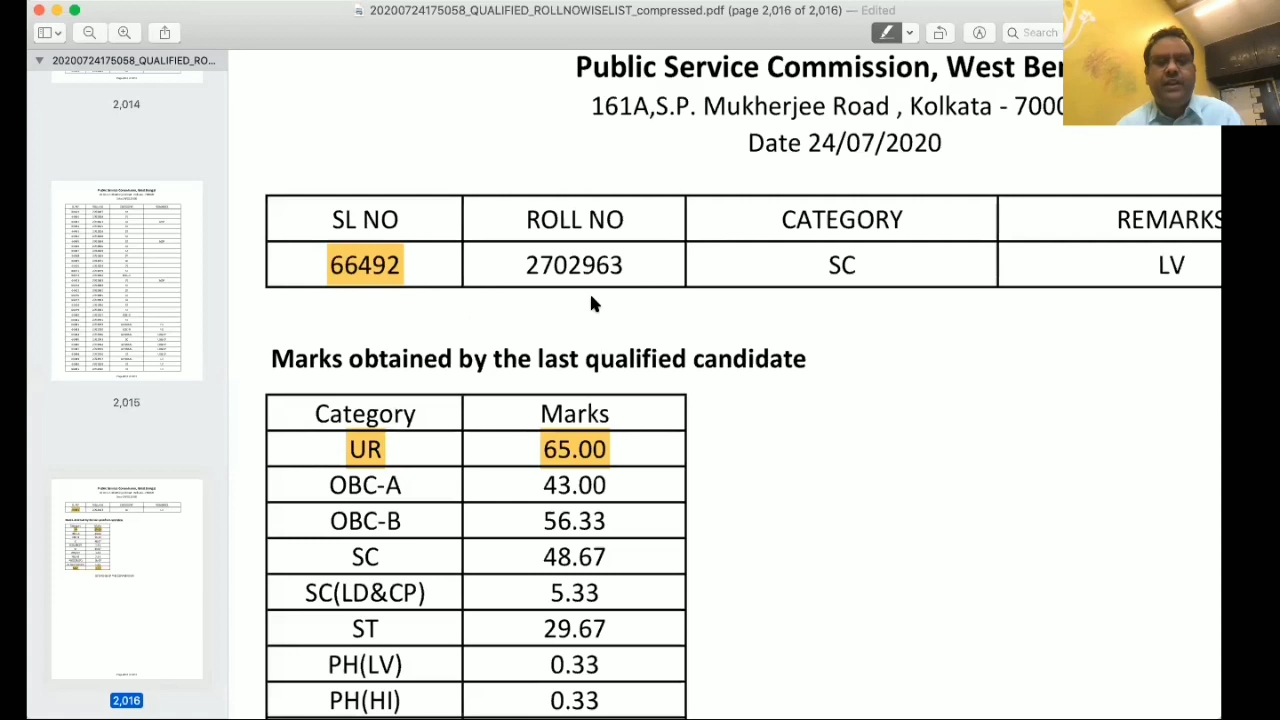 20200724175058_QUALIFIED_ROLLNOWISELIST_compressed.pdf (page 2,016 of 2,016) — Edited
Search
20200724175058_QUALIFIED_RO...
2,014
2,015
2,016
Public Service Commission, West Ben
161A,S.P. Mukherjee Road , Kolkata - 7000
Date 24/07/2020
SL NO ROLL NO CATEGORY REMARKS
66492 2702963 SC LV
Marks obtained by the last qualified candidate
Category Marks
UR 65.00
OBC-A 43.00
OBC-B 56.33
SC 48.67
SC(LD&CP) 5.33
ST 29.67
PH(LV) 0.33
PH(HI) 0.33